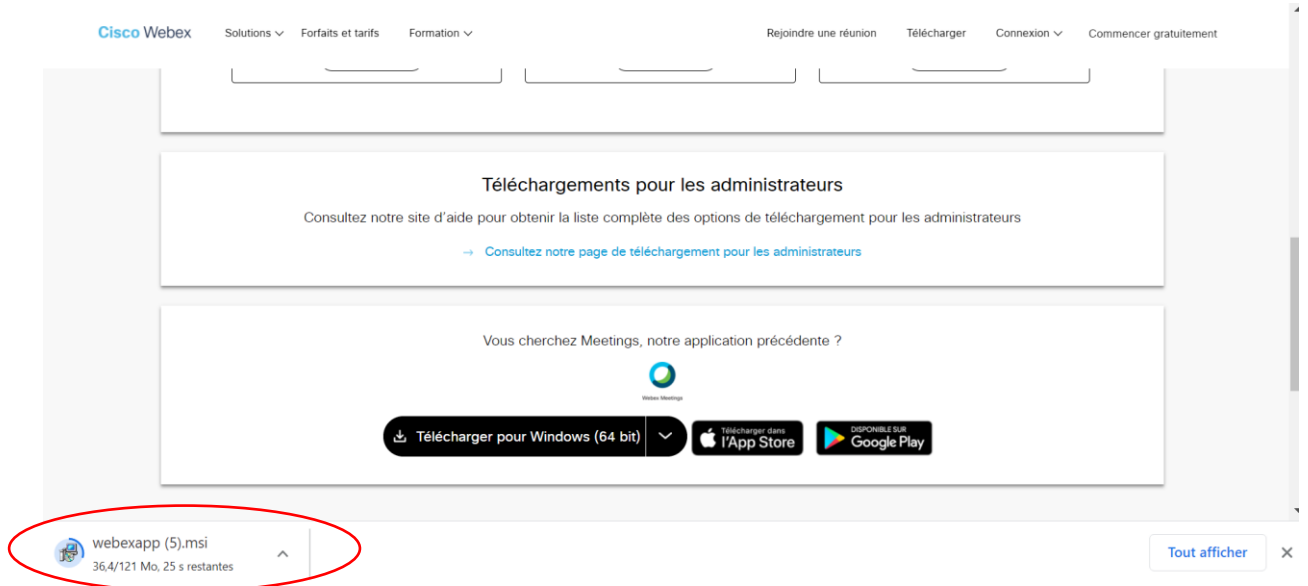 Cisco Webex Solutions Forfaits et tarifs Formation Rejoindre une réunion Télécharger Connexion Commencer gratuitement
Téléchargements pour les administrateurs
Consultez notre site d'aide pour obtenir la liste complète des options de téléchargement pour les administrateurs
→ Consultez notre page de téléchargement pour les administrateurs
Vous cherchez Meetings, notre application précédente ?
Webex Meetings
Télécharger pour Windows (64 bit)
Télécharger dans
l'App Store
DISPONIBLE SUR
Google Play
webexapp (5).msi
36,4/121 Mo, 25 s restantes
Tout afficher